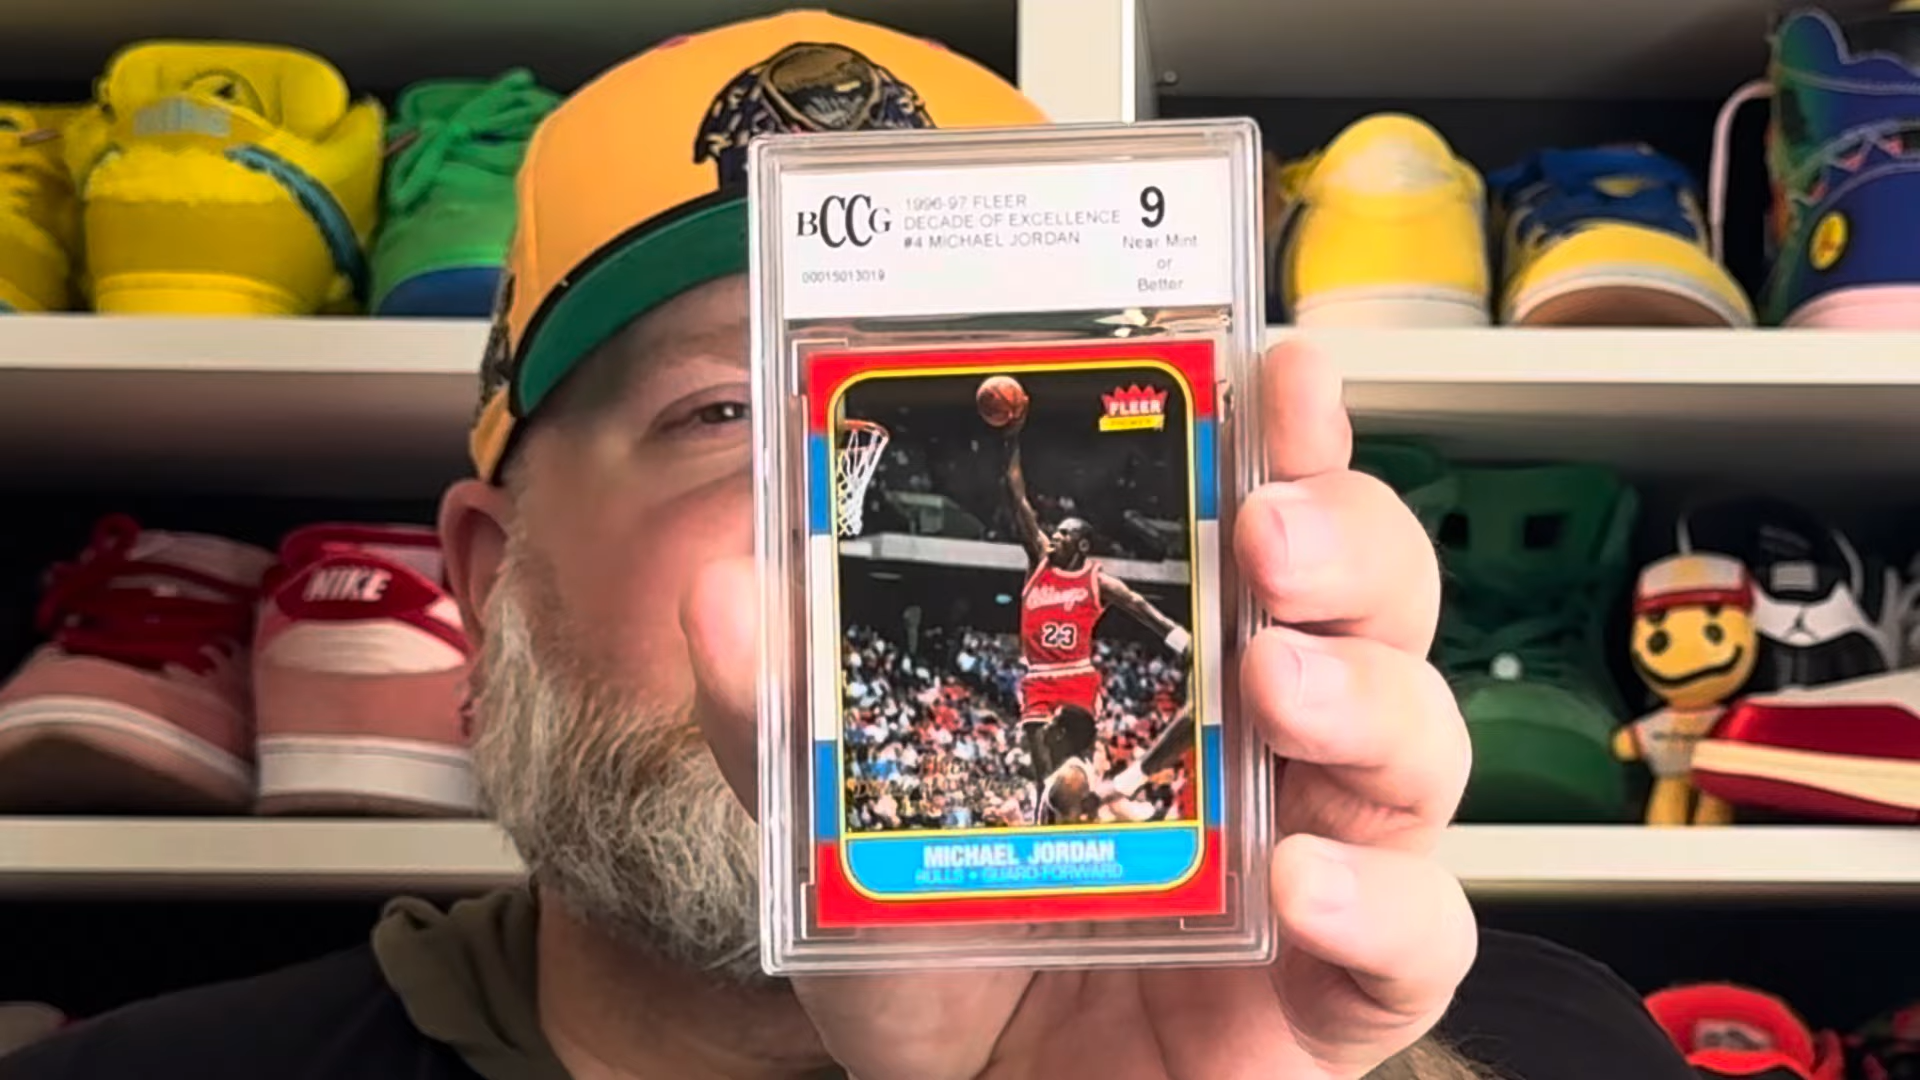 BCCG
1996-97 FLEER
DECADE OF EXCELLENCE
#4 MICHAEL JORDAN
00015013019
9
Near Mint
or
Better
FLEER
Chicago
23
MICHAEL JORDAN
BULLS • GUARD-FORWARD
NIKE